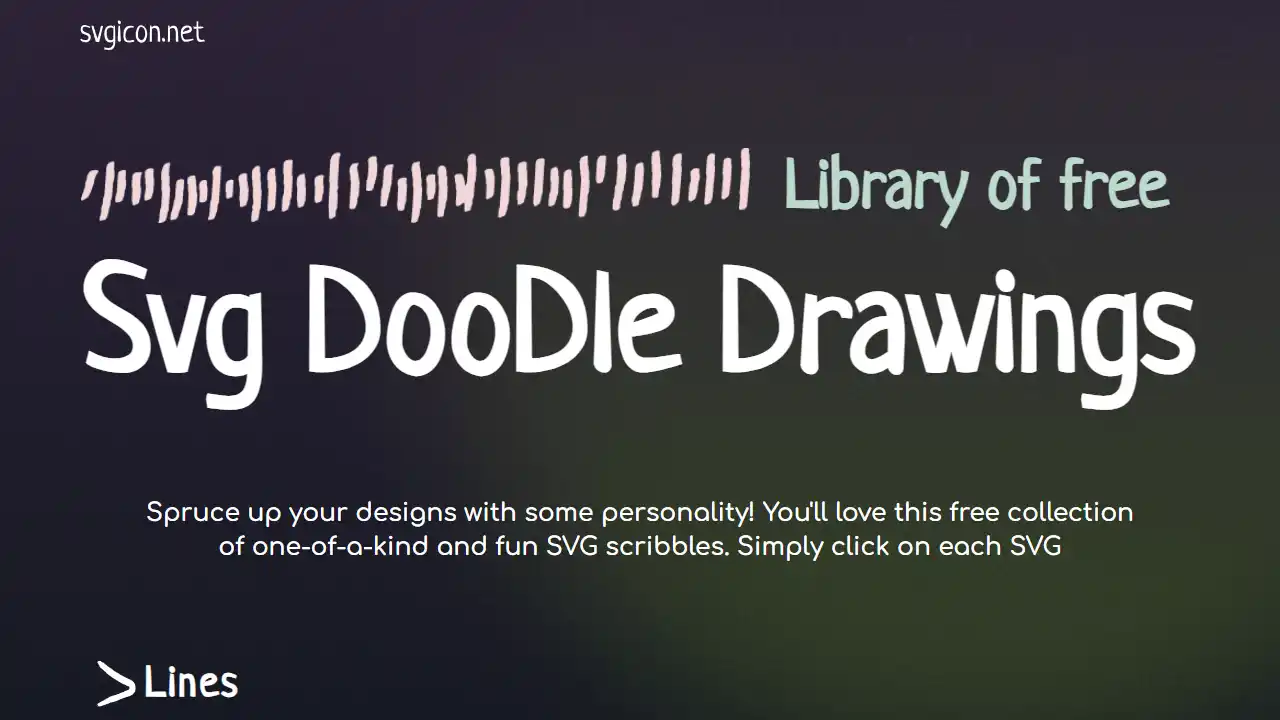 svgicon.net
Library of free
Svg DooDle Drawings
Spruce up your designs with some personality! You'll love this free collection
of one-of-a-kind and fun SVG scribbles. Simply click on each SVG
Lines